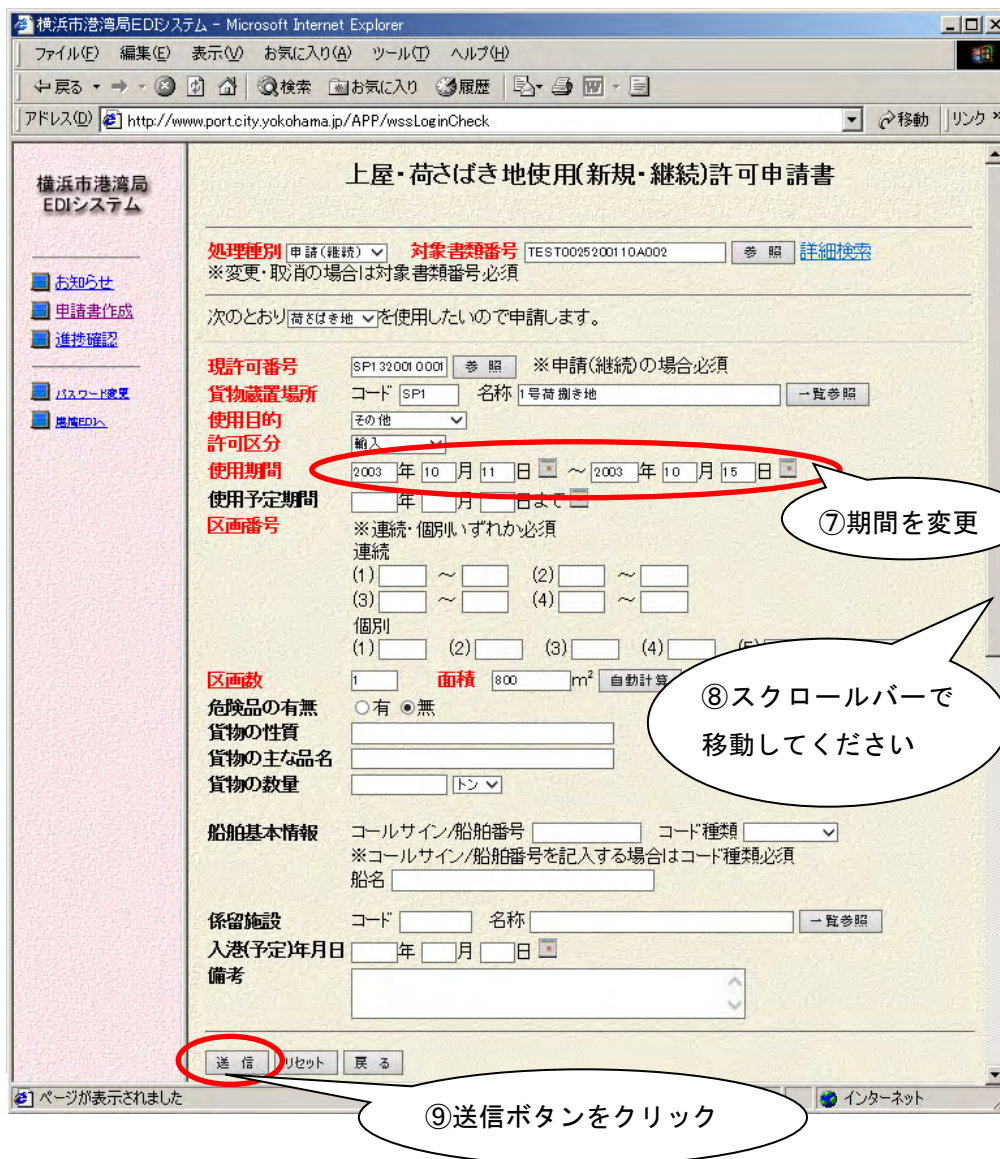 横浜市港湾局EDIシステム - Microsoft Internet Explorer
ファイル(F) 編集(E) 表示(V) お気に入り(A) ツール(T) ヘルプ(H)
戻る 検索 お気に入り 履歴
アドレス(D) http://www.port.city.yokohama.jp/APP/wssLoginCheck 移動 リンク »
横浜市港湾局
EDIシステム
お知らせ
申請書作成
進捗確認
パスワード変更
上屋・荷さばき地使用(新規・継続)許可申請書
処理種別 申請(継続) 対象書類番号 TEST0025200110A002 参 照 詳細検索
※変更・取消の場合は対象書類番号必須
次のとおり 荷さばき地 を使用したいので申請します。
現許可番号 SP1320010001 参 照 ※申請(継続)の場合必須
貨物蔵置場所 コード SP1 名称 1号荷捌き地 一覧参照
使用目的 その他
許可区分 輸入
使用期間 2003 年 10 月 11 日 ～ 2003 年 10 月 15 日
⑦期間を変更
使用予定期間 年 月 日まで
区画番号 ※連続・個別いずれか必須
連続
(1) ～ (2) ～
(3) ～ (4) ～
個別
(1) (2) (3) (4)
区画数 1 面積 800 m² 自動計算
⑧スクロールバーで
移動してください
危険品の有無 ○有 ●無
貨物の性質
貨物の主な品名
貨物の数量 トン
船舶基本情報 コールサイン/船舶番号 コード種類
※コールサイン/船舶番号を記入する場合はコード種類必須
船名
係留施設 コード 名称 一覧参照
入港(予定)年月日 年 月 日
備考
送 信 リセット 戻 る
ページが表示されました インターネット
⑨送信ボタンをクリック